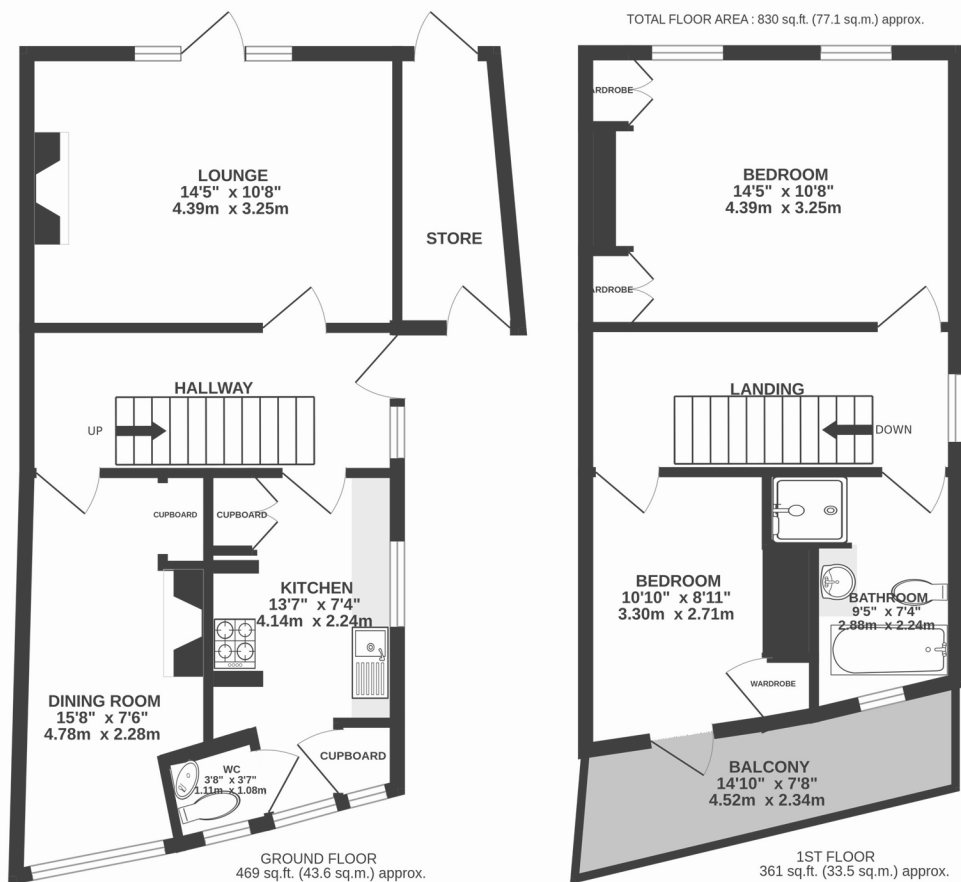 TOTAL FLOOR AREA : 830 sq.ft. (77.1 sq.m.) approx.
LOUNGE
14'5" x 10'8"
4.39m x 3.25m
STORE
HALLWAY
UP
CUPBOARD
CUPBOARD
KITCHEN
13'7" x 7'4"
4.14m x 2.24m
DINING ROOM
15'8" x 7'6"
4.78m x 2.28m
WC
3'8" x 3'7"
1.11m x 1.08m
CUPBOARD
GROUND FLOOR
469 sq.ft. (43.6 sq.m.) approx.
ARDROBE
BEDROOM
14'5" x 10'8"
4.39m x 3.25m
ARDROBE
LANDING
DOWN
BEDROOM
10'10" x 8'11"
3.30m x 2.71m
BATHROOM
9'5" x 7'4"
2.88m x 2.24m
WARDROBE
BALCONY
14'10" x 7'8"
4.52m x 2.34m
1ST FLOOR
361 sq.ft. (33.5 sq.m.) approx.